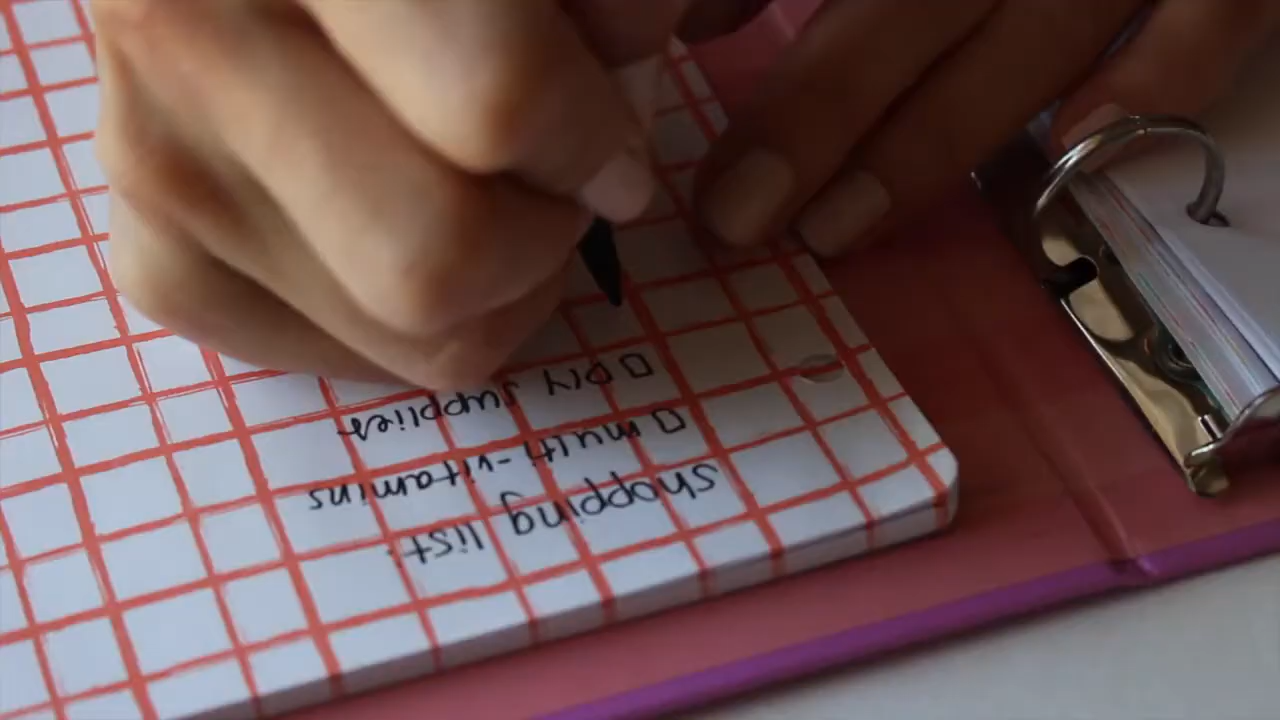 shopping list:
□ multi-vitamins
□ DIY supplies